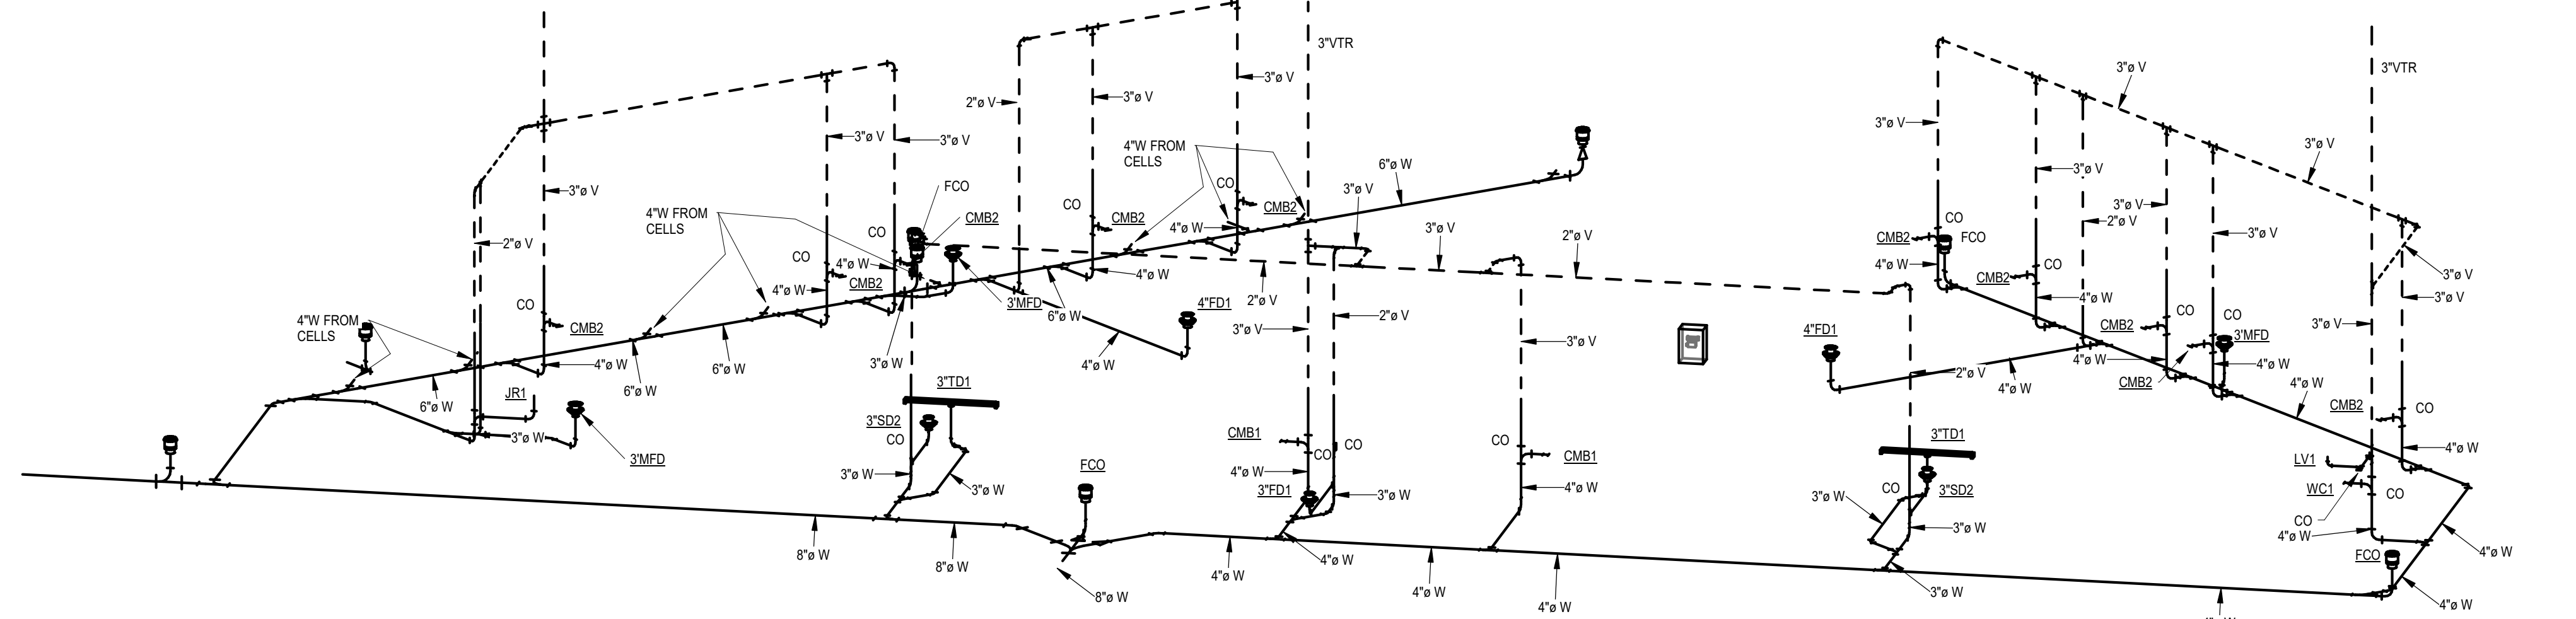 3"VTR
3"VTR
3"ø V
3"ø V
2"ø V
3"ø V
3"ø V
3"ø V
3"ø V
3"ø V
4"W FROM
CELLS
6"ø W
3"ø V
3"ø V
3"ø V
2"ø V
3"ø V
FCO
CO
CMB2
3"ø V
CO
CMB2
CO
CMB2
4"W FROM
CELLS
4"ø W
3"ø V
2"ø V
CO
CMB2
FCO
3"ø V
2"ø V
CO
4"ø W
CMB2
4"ø W
2"ø V
4"ø W
CMB2
CO
3"ø V
4"ø W
3'MFD
6"ø W
4"FD1
4"ø W
3"ø V
3"ø V
CO
CMB2
4"W FROM
CELLS
3"ø V
2"ø V
3"ø V
4"FD1
CMB2
CO
CO
3'MFD
3"ø V
4"ø W
6"ø W
6"ø W
3"ø W
4"ø W
4"ø W
4"ø W
2"ø V
4"ø W
CMB2
4"ø W
JR1
6"ø W
3"TD1
CMB2
CO
3"ø W
3'MFD
3"SD2
CO
CMB1
CO
CO
CO
CMB1
3"TD1
4"ø W
FCO
3"ø W
3"ø W
4"ø W
3"FD1
3"ø W
4"ø W
CO
3"SD2
3"ø W
LV1
WC1
CO
CO
8"ø W
8"ø W
8"ø W
4"ø W
4"ø W
4"ø W
4"ø W
3"ø W
3"ø W
4"ø W
FCO
4"ø W
4"ø W